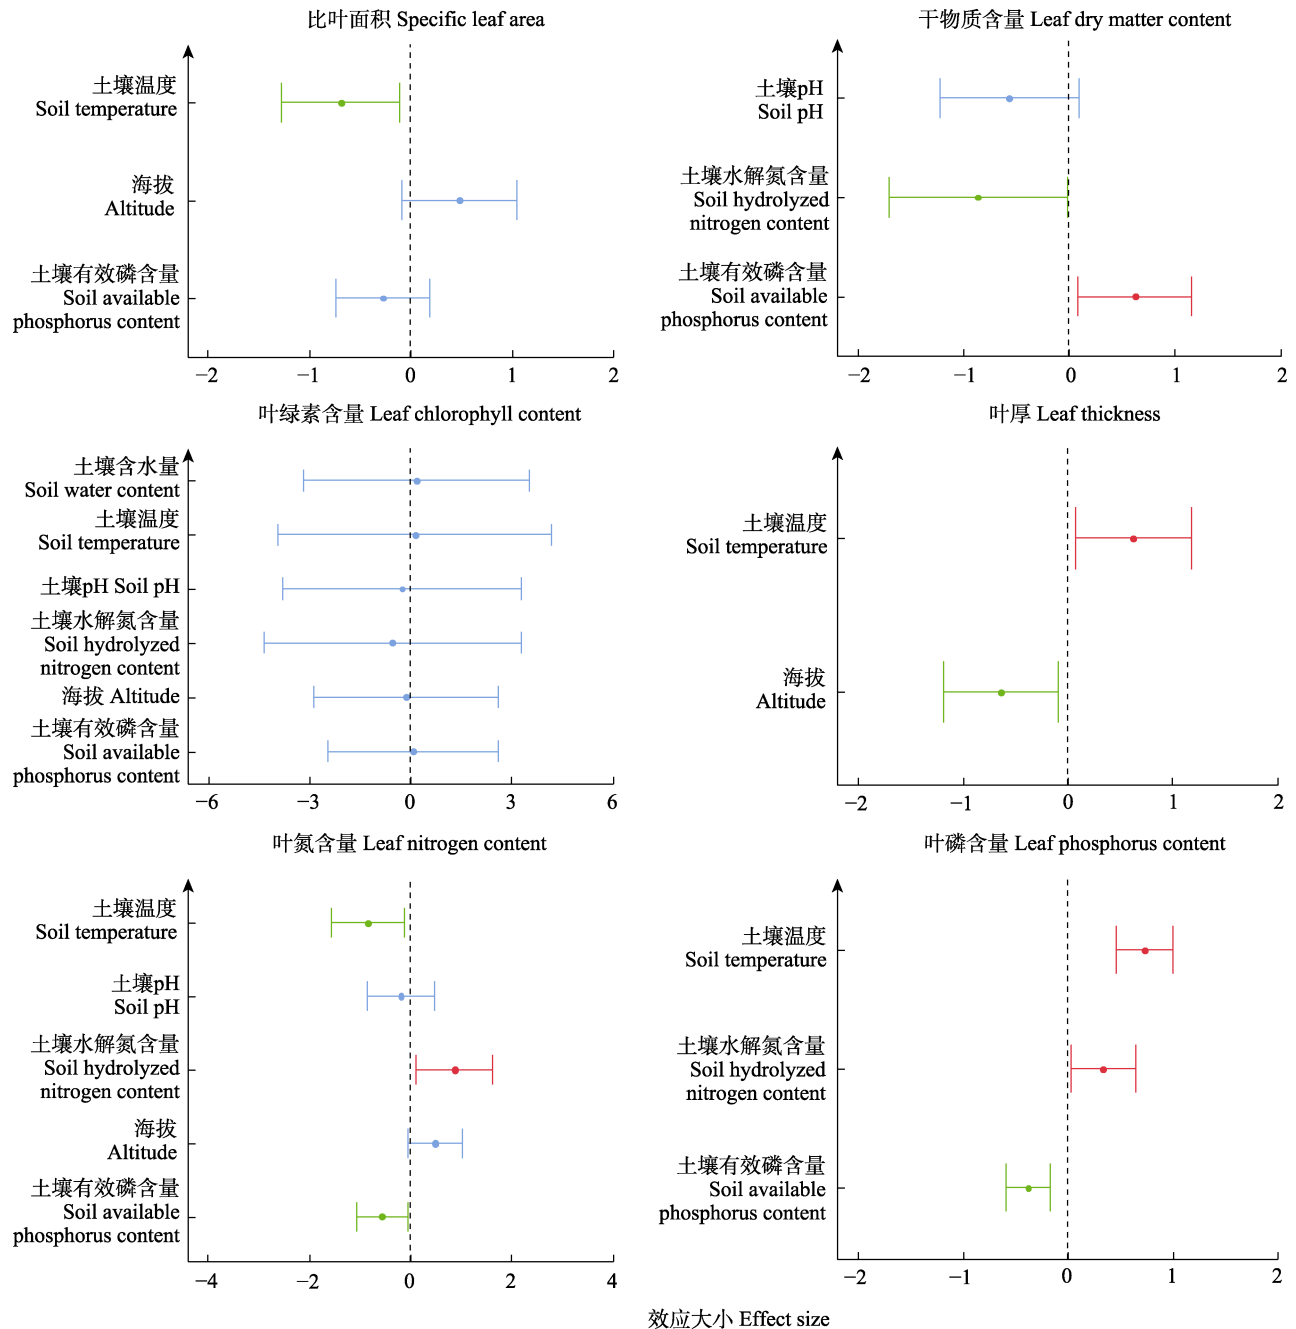 比叶面积 Specific leaf area
土壤温度
Soil temperature
海拔
Altitude
土壤有效磷含量
Soil available
phosphorus content
−2 −1 0 1 2
干物质含量 Leaf dry matter content
土壤pH
Soil pH
土壤水解氮含量
Soil hydrolyzed
nitrogen content
土壤有效磷含量
Soil available
phosphorus content
−2 −1 0 1 2
叶绿素含量 Leaf chlorophyll content
土壤含水量
Soil water content
土壤温度
Soil temperature
土壤pH Soil pH
土壤水解氮含量
Soil hydrolyzed
nitrogen content
海拔 Altitude
土壤有效磷含量
Soil available
phosphorus content
−6 −3 0 3 6
叶厚 Leaf thickness
土壤温度
Soil temperature
海拔
Altitude
−2 −1 0 1 2
叶氮含量 Leaf nitrogen content
土壤温度
Soil temperature
土壤pH
Soil pH
土壤水解氮含量
Soil hydrolyzed
nitrogen content
海拔
Altitude
土壤有效磷含量
Soil available
phosphorus content
−4 −2 0 2 4
叶磷含量 Leaf phosphorus content
土壤温度
Soil temperature
土壤水解氮含量
Soil hydrolyzed
nitrogen content
土壤有效磷含量
Soil available
phosphorus content
−2 −1 0 1 2
效应大小 Effect size